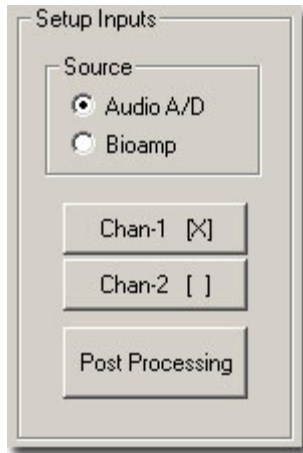 Setup Inputs
Source
Audio A/D
Bioamp
Chan-1 [X]
Chan-2 [ ]
Post Processing